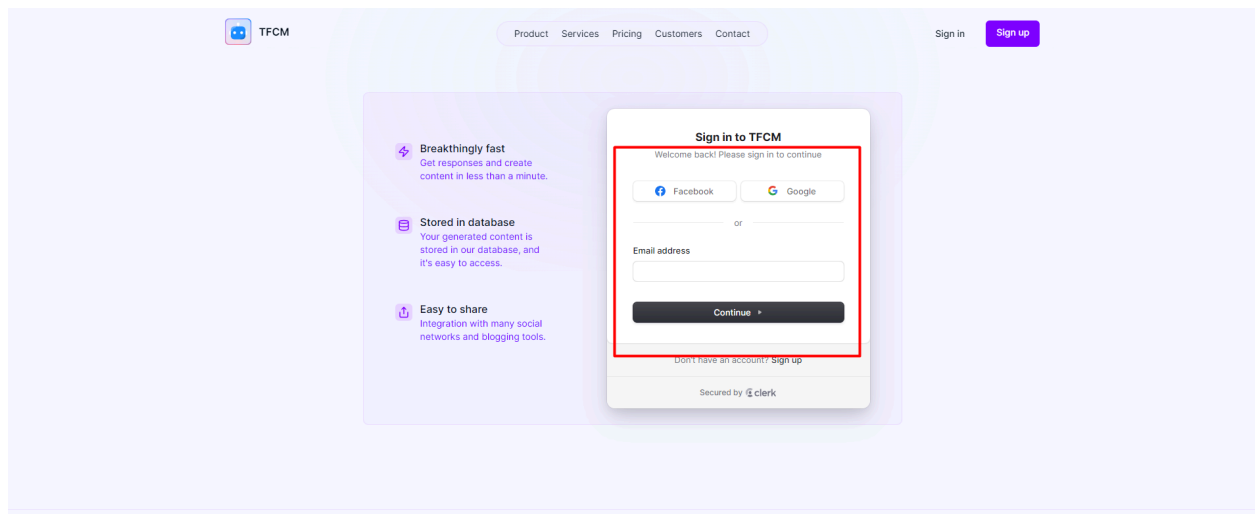 TFCM
Product Services Pricing Customers Contact
Sign in
Sign up
Breakthingly fast
Get responses and create
content in less than a minute.
Stored in database
Your generated content is
stored in our database, and
it's easy to access.
Easy to share
Integration with many social
networks and blogging tools.
Sign in to TFCM
Welcome back! Please sign in to continue
Facebook
Google
or
Email address
Continue
Don't have an account? Sign up
Secured by clerk